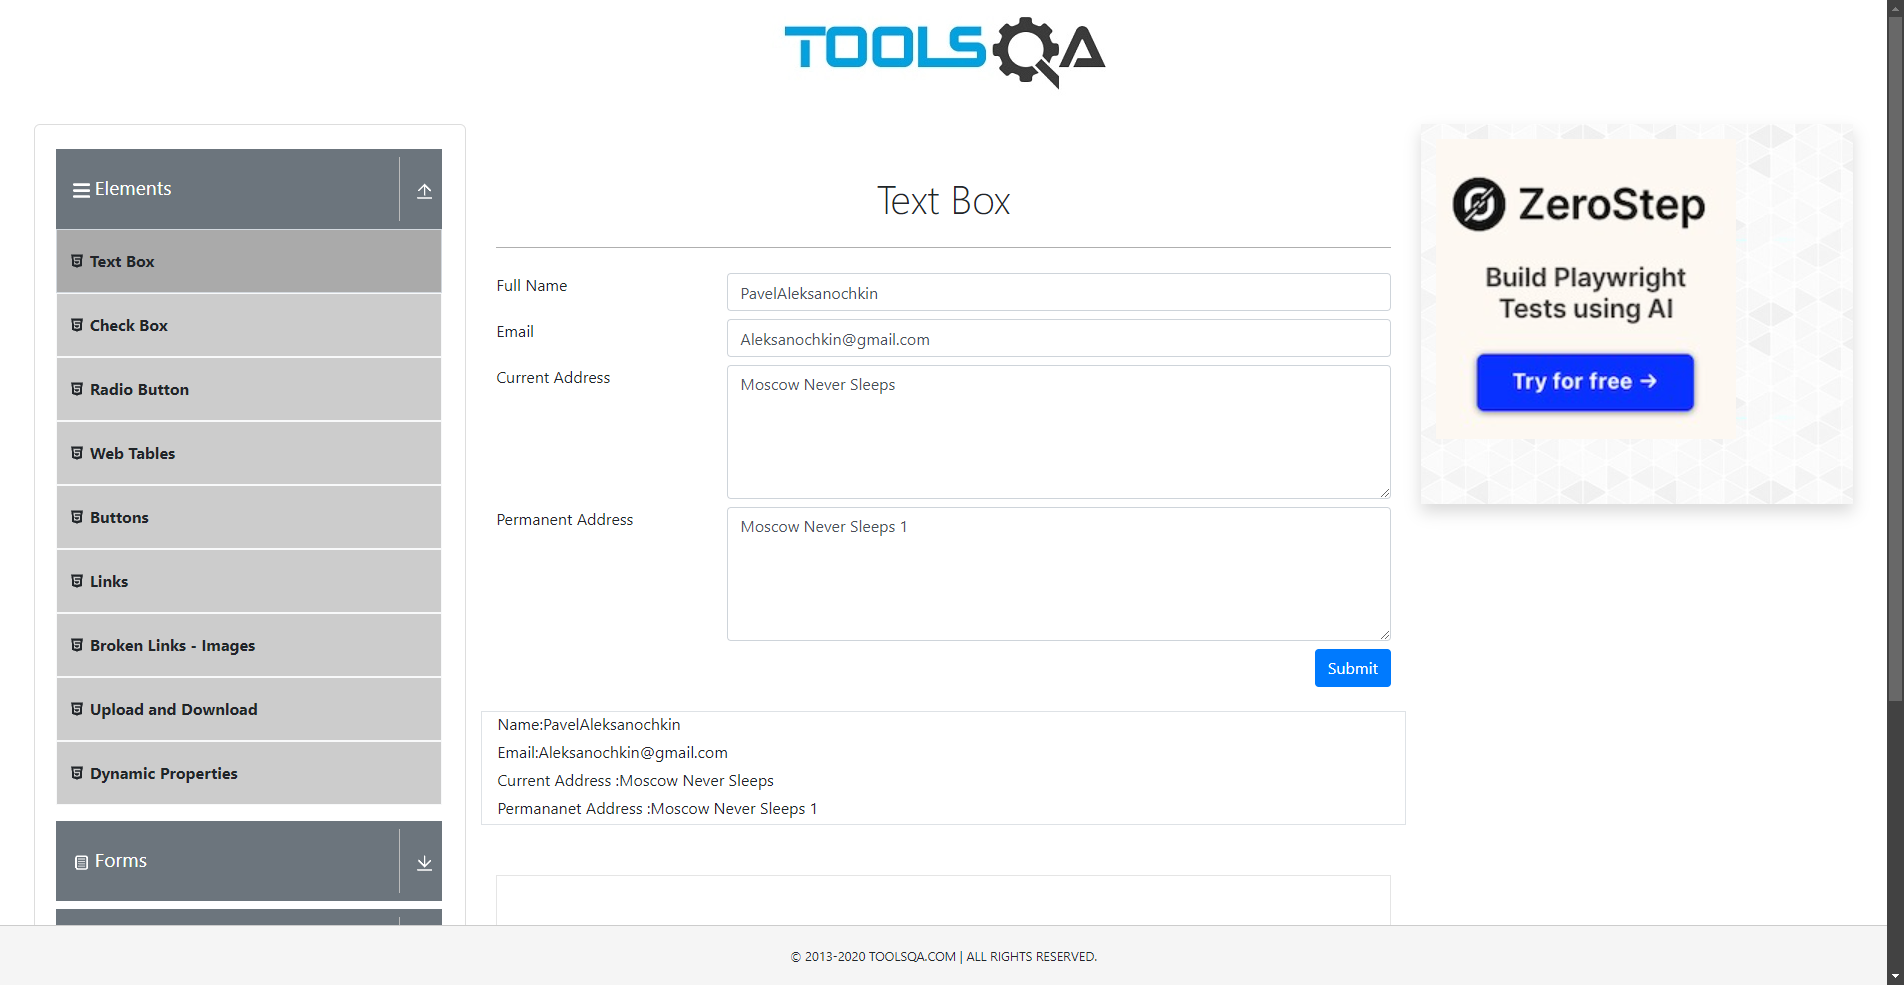 TOOLSQA
Elements
Text Box
Check Box
Radio Button
Web Tables
Buttons
Links
Broken Links - Images
Upload and Download
Dynamic Properties
Forms
Text Box
Full Name
PavelAleksanochkin
Email
Aleksanochkin@gmail.com
Current Address
Moscow Never Sleeps
Permanent Address
Moscow Never Sleeps 1
Submit
Name:PavelAleksanochkin
Email:Aleksanochkin@gmail.com
Current Address :Moscow Never Sleeps
Permananet Address :Moscow Never Sleeps 1
ZeroStep
Build Playwright
Tests using AI
Try for free →
© 2013-2020 TOOLSQA.COM | ALL RIGHTS RESERVED.